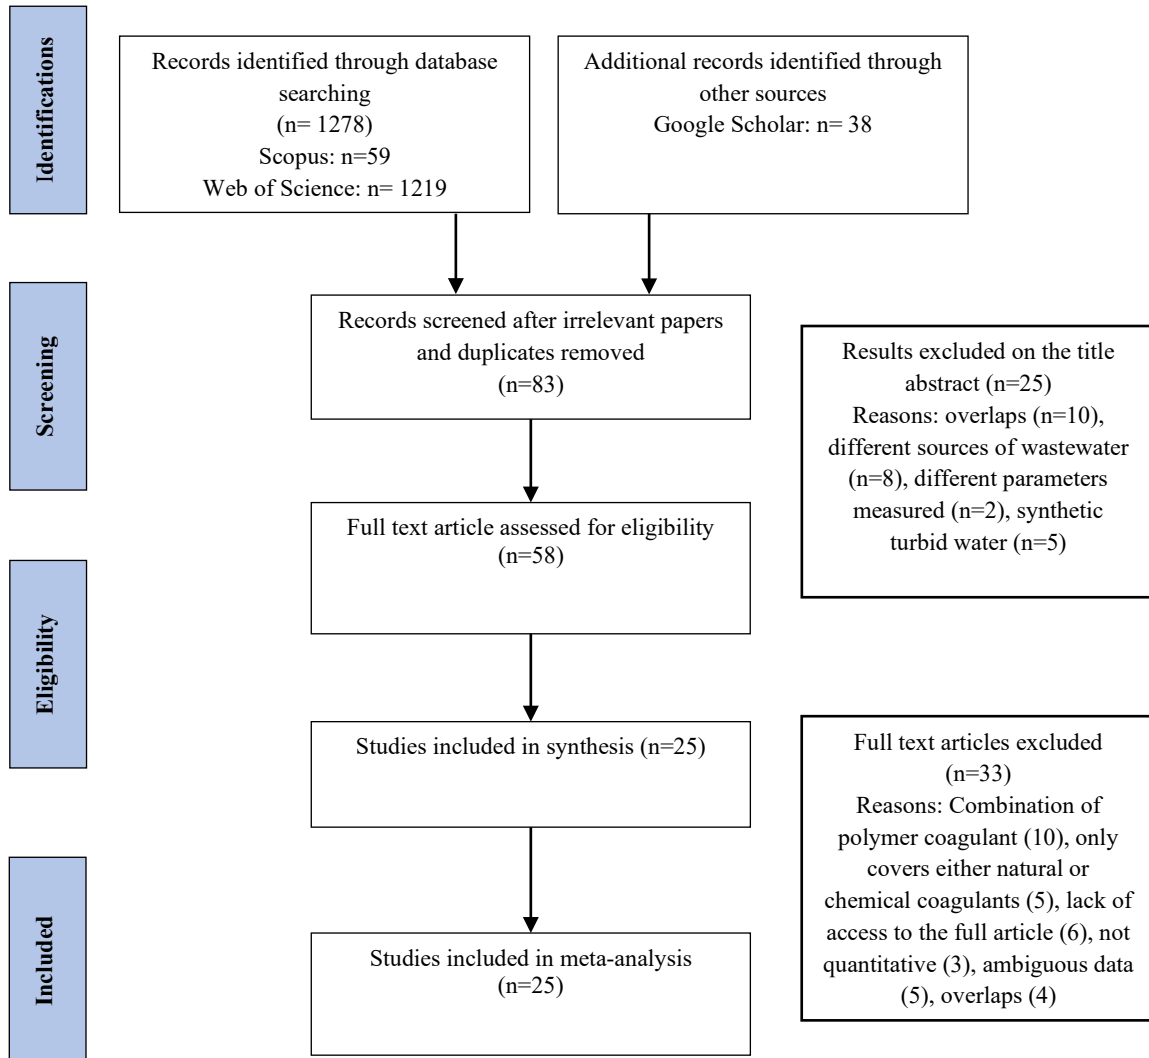 Identifications
Records identified through database
searching
(n= 1278)
Scopus: n=59
Web of Science: n= 1219
Additional records identified through
other sources
Google Scholar: n= 38
Screening
Records screened after irrelevant papers
and duplicates removed
(n=83)
Results excluded on the title
abstract (n=25)
Reasons: overlaps (n=10),
different sources of wastewater
(n=8), different parameters
measured (n=2), synthetic
turbid water (n=5)
Full text article assessed for eligibility
(n=58)
Eligibility
Studies included in synthesis (n=25)
Full text articles excluded
(n=33)
Reasons: Combination of
polymer coagulant (10), only
covers either natural or
chemical coagulants (5), lack of
access to the full article (6), not
quantitative (3), ambiguous data
(5), overlaps (4)
Included
Studies included in meta-analysis
(n=25)